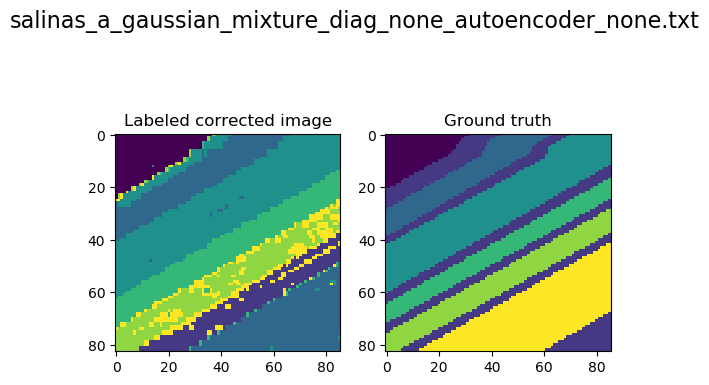 salinas_a_gaussian_mixture_diag_none_autoencoder_none.txt
Labeled corrected image
Ground truth
0
20
40
60
80
0 20 40 60 80
0
20
40
60
80
0 20 40 60 80